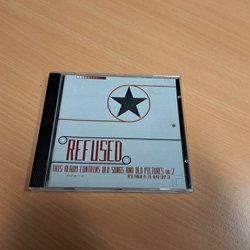 REFUSED
THIS ALBUM CONTAINS OLD SONGS AND OLD PICTURES VOL.2